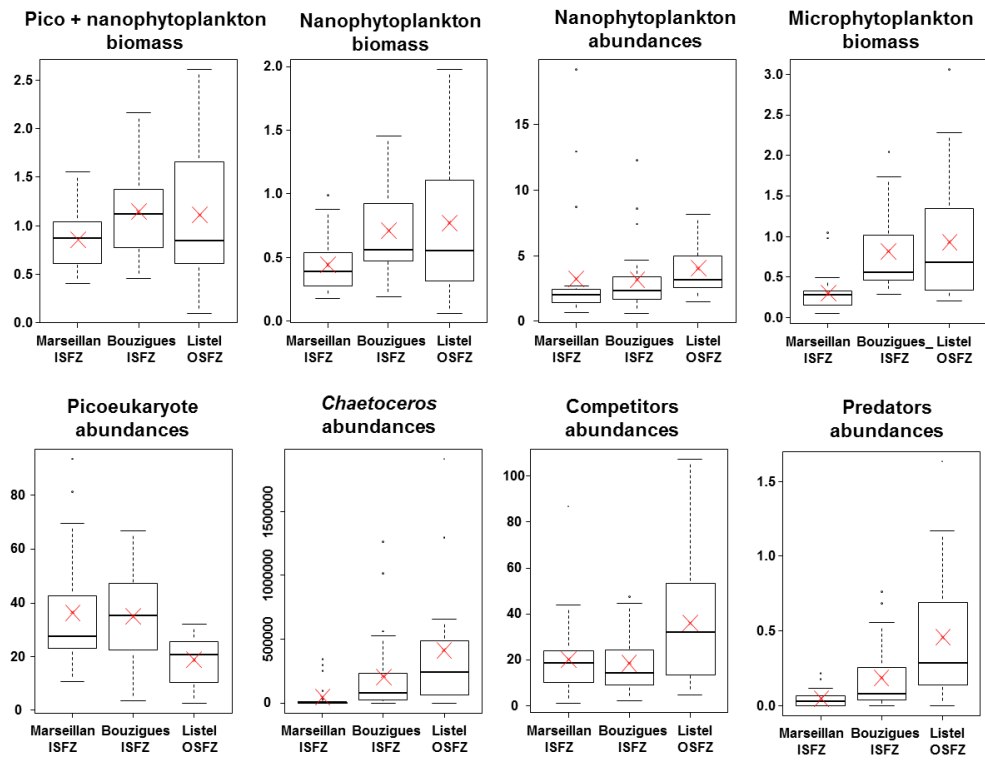 Pico + nanophytoplankton
biomass
2.5
2.0
1.5
1.0
0.5
0.0
Marseillan Bouzigues Listel
ISFZ ISFZ OSFZ
Nanophytoplankton
biomass
2.0
1.5
1.0
0.5
0.0
Marseillan Bouzigues Listel
ISFZ ISFZ OSFZ
Nanophytoplankton
abundances
15
10
5
0
Marseillan Bouzigues Listel
ISFZ ISFZ OSFZ
Microphytoplankton
biomass
3.0
2.5
2.0
1.5
1.0
0.5
0.0
Marseillan Bouzigues_ Listel
ISFZ ISFZ OSFZ
Picoeukaryote
abundances
80
60
40
20
0
Marseillan Bouzigues Listel
ISFZ ISFZ OSFZ
Chaetoceros
abundances
1500000
1000000
500000
0
Marseillan Bouzigues Listel
ISFZ ISFZ OSFZ
Competitors
abundances
100
80
60
40
20
0
Marseillan Bouzigues Listel
ISFZ ISFZ OSFZ
Predators
abundances
1.5
1.0
0.5
0.0
Marseillan Bouzigues Listel
ISFZ ISFZ OSFZ